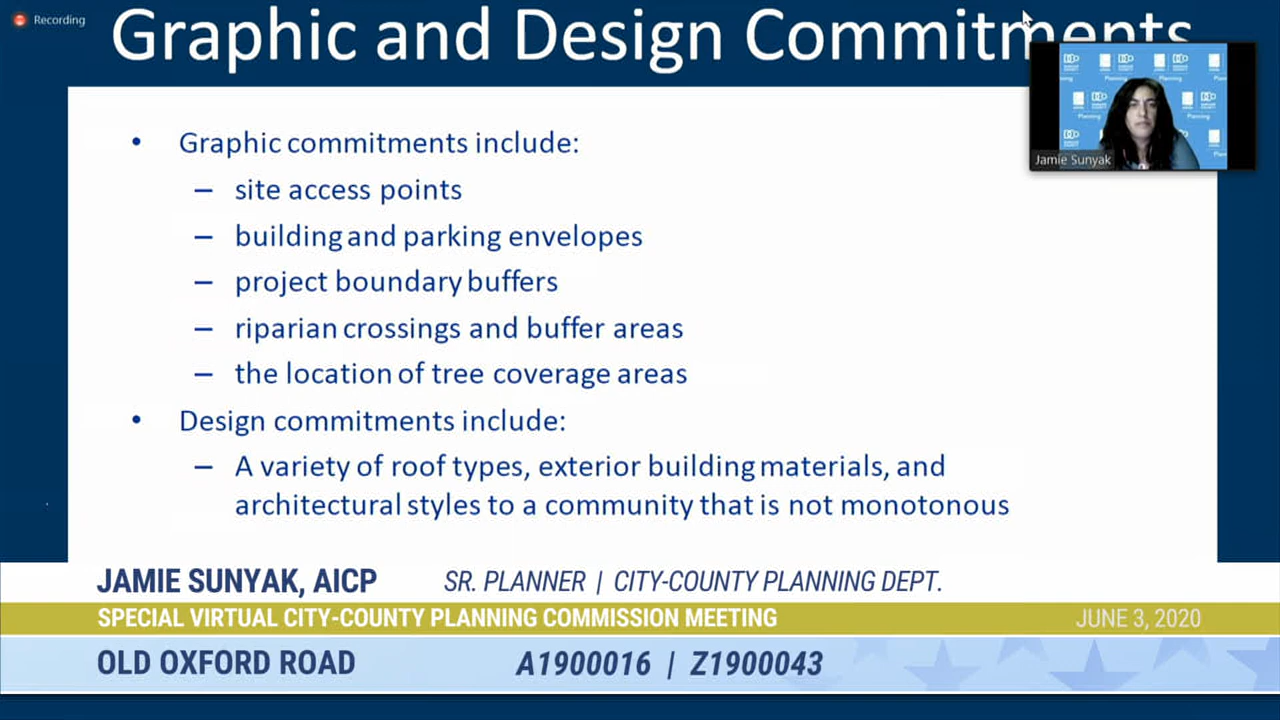 Recording
Graphic and Design Commitments
• Graphic commitments include:
– site access points
– building and parking envelopes
– project boundary buffers
– riparian crossings and buffer areas
– the location of tree coverage areas
• Design commitments include:
– A variety of roof types, exterior building materials, and
architectural styles to a community that is not monotonous
Planning
Planning
Planning
Jamie Sunyak
JAMIE SUNYAK, AICP
SR. PLANNER | CITY-COUNTY PLANNING DEPT.
SPECIAL VIRTUAL CITY-COUNTY PLANNING COMMISSION MEETING
JUNE 3, 2020
OLD OXFORD ROAD
A1900016 | Z1900043